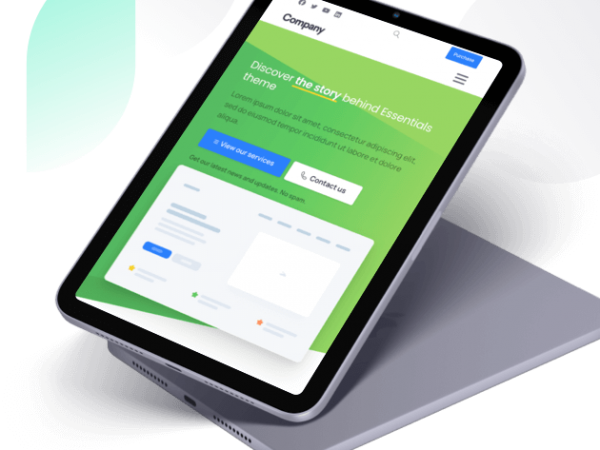 Company
Purchase
Discover the story behind Essentials
theme
Lorem ipsum dolor sit amet, consectetur adipiscing elit,
sed do eiusmod tempor incididunt ut labore et dolore
aliqua
View our services
Contact us
Get our latest news and updates. No spam.